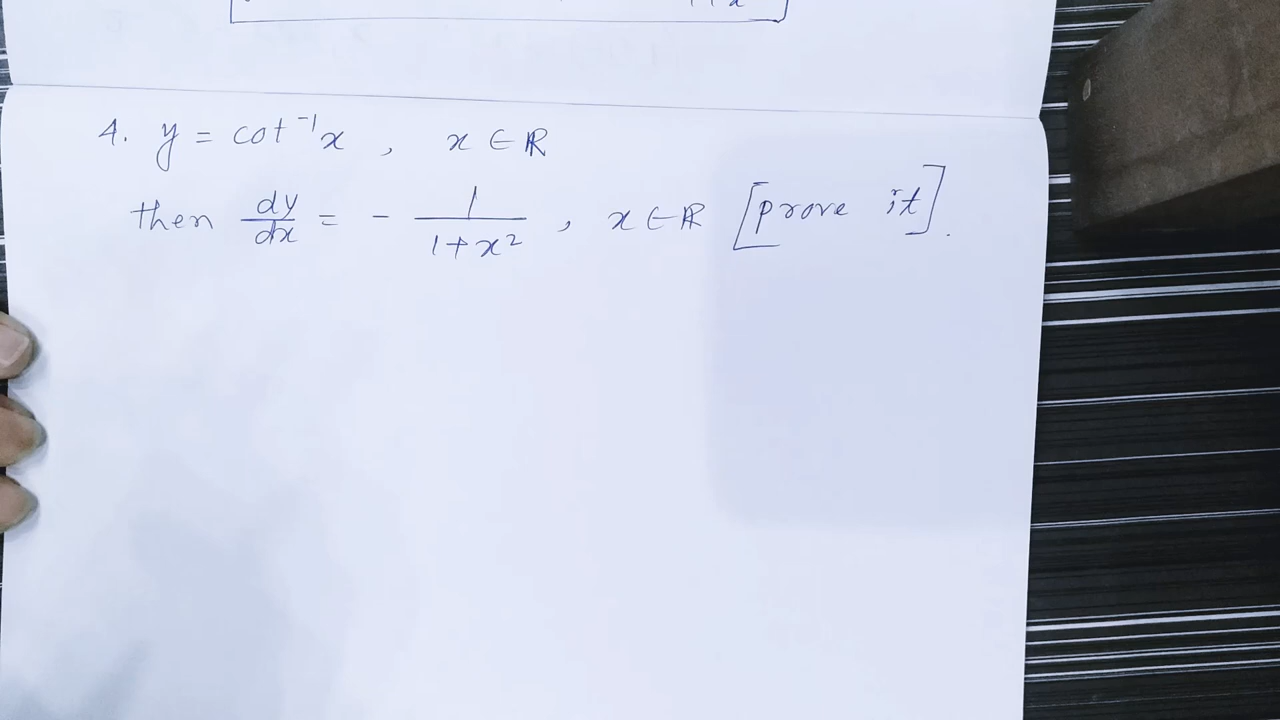 4. y = cot⁻¹x , x ∈ ℝ
then dy/dx = - 1/(1+x²) , x ∈ ℝ [prove it].